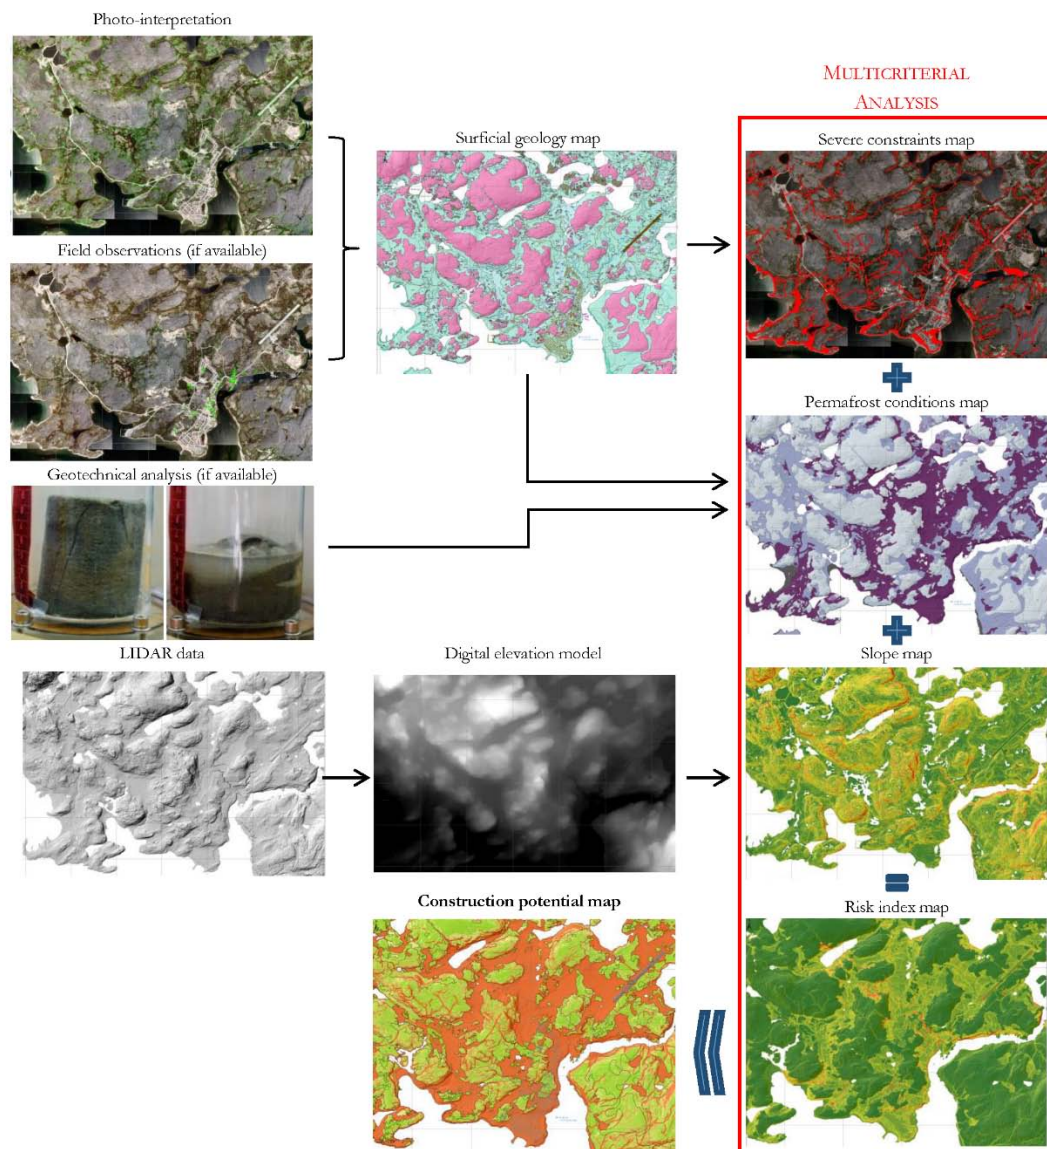 Photo-interpretation
MULTICRITERIAL
ANALYSIS
Surficial geology map
Severe constraints map
Field observations (if available)
Permafrost conditions map
Geotechnical analysis (if available)
LIDAR data
Digital elevation model
Slope map
Construction potential map
Risk index map